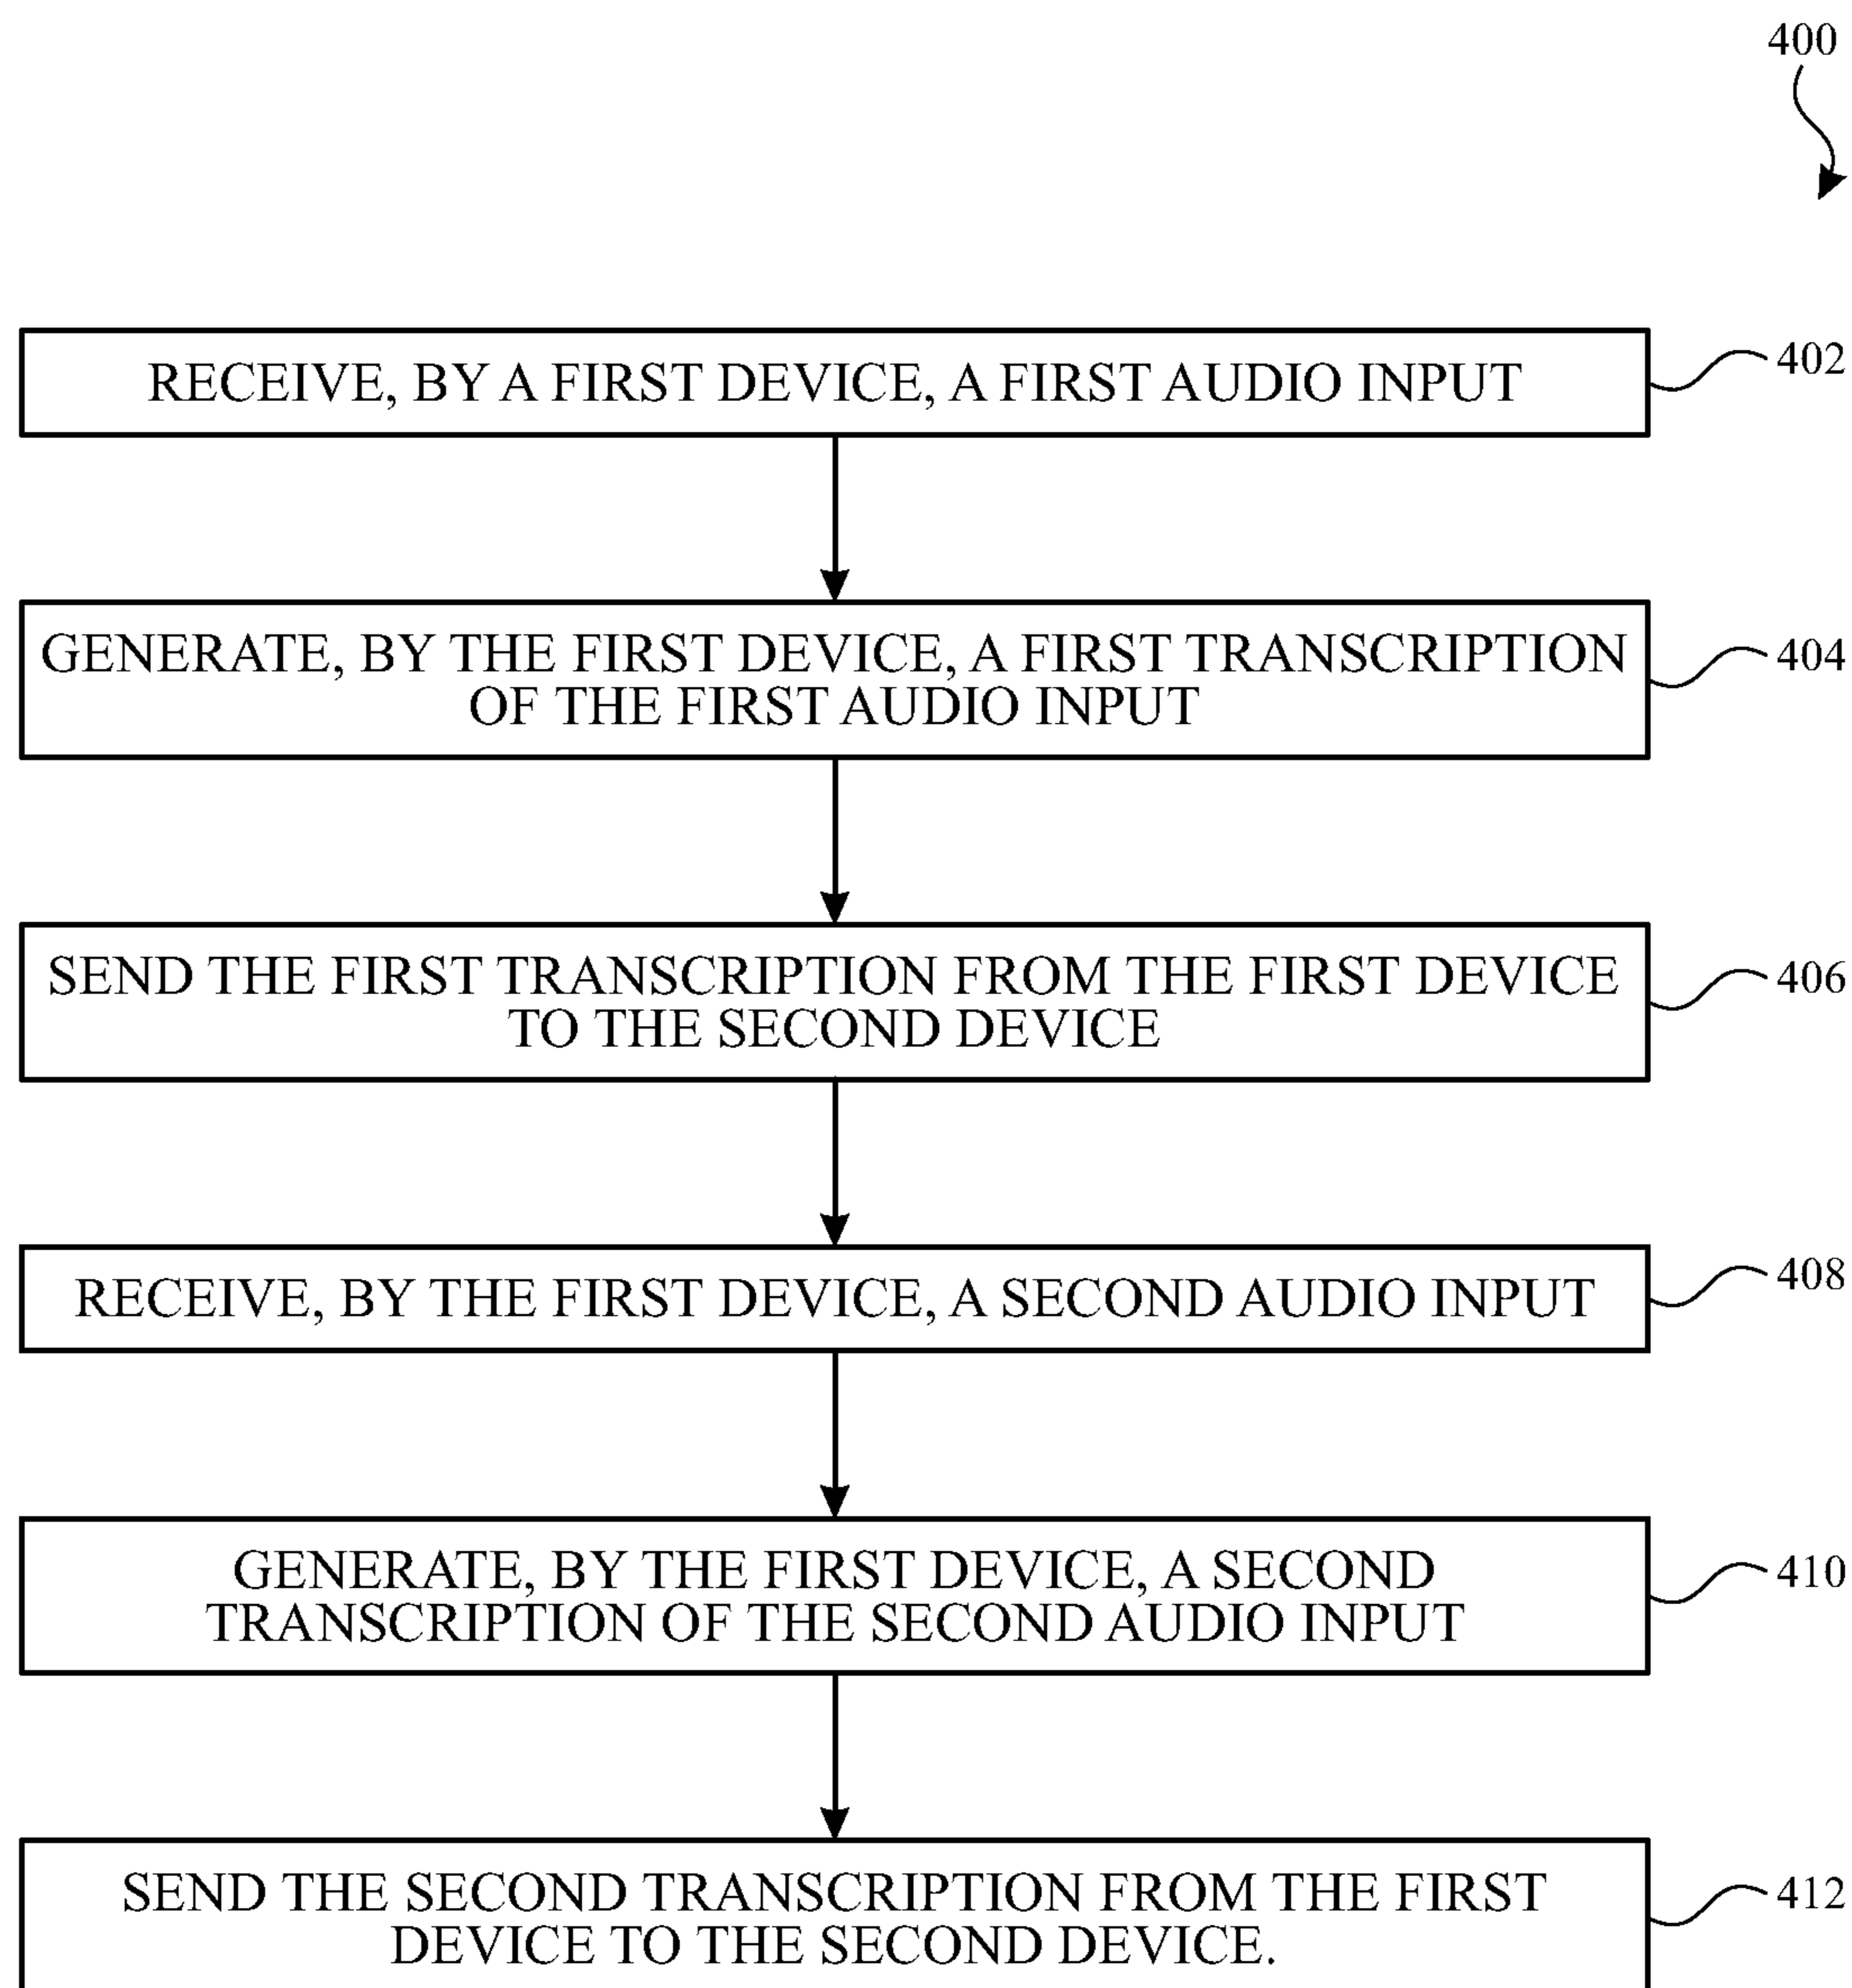 400
RECEIVE, BY A FIRST DEVICE, A FIRST AUDIO INPUT
402
GENERATE, BY THE FIRST DEVICE, A FIRST TRANSCRIPTION
OF THE FIRST AUDIO INPUT
404
SEND THE FIRST TRANSCRIPTION FROM THE FIRST DEVICE
TO THE SECOND DEVICE
406
RECEIVE, BY THE FIRST DEVICE, A SECOND AUDIO INPUT
408
GENERATE, BY THE FIRST DEVICE, A SECOND
TRANSCRIPTION OF THE SECOND AUDIO INPUT
410
SEND THE SECOND TRANSCRIPTION FROM THE FIRST
DEVICE TO THE SECOND DEVICE.
412